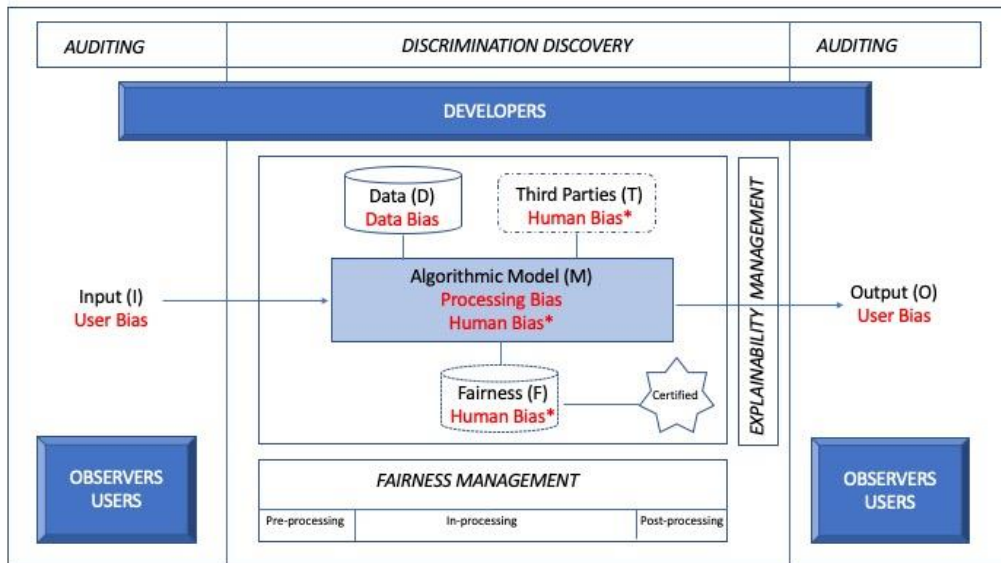 AUDITING
DISCRIMINATION DISCOVERY
AUDITING
DEVELOPERS
Data (D)
Data Bias
Third Parties (T)
Human Bias*
EXPLAINABILITY MANAGEMENT
Input (I)
User Bias
Algorithmic Model (M)
Processing Bias
Human Bias*
Output (O)
User Bias
Fairness (F)
Human Bias*
Certified
OBSERVERS
USERS
FAIRNESS MANAGEMENT
Pre-processing
In-processing
Post-processing
OBSERVERS
USERS